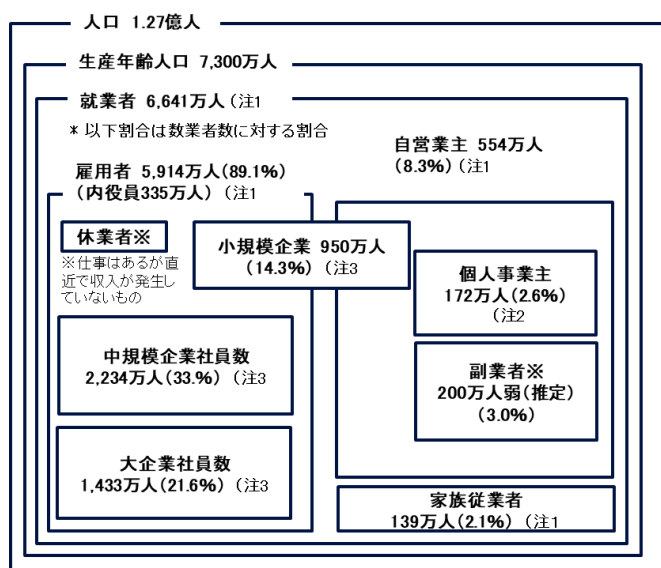 人口 1.27億人
生産年齢人口 7,300万人
就業者 6,641万人（注1
* 以下割合は数業者数に対する割合
自営業主 554万人
(8.3%)（注1
雇用者 5,914万人(89.1%)
(内役員335万人)（注1
休業者※
※仕事はあるが直
近で収入が発生し
ていないもの
小規模企業 950万人
(14.3%)（注3
個人事業主
172万人(2.6%)
（注2
中規模企業社員数
2,234万人(33.%)（注3
副業者※
200万人弱(推定)
(3.0%)
大企業社員数
1,433万人(21.6%)（注3
家族従業者
139万人(2.1%)（注1